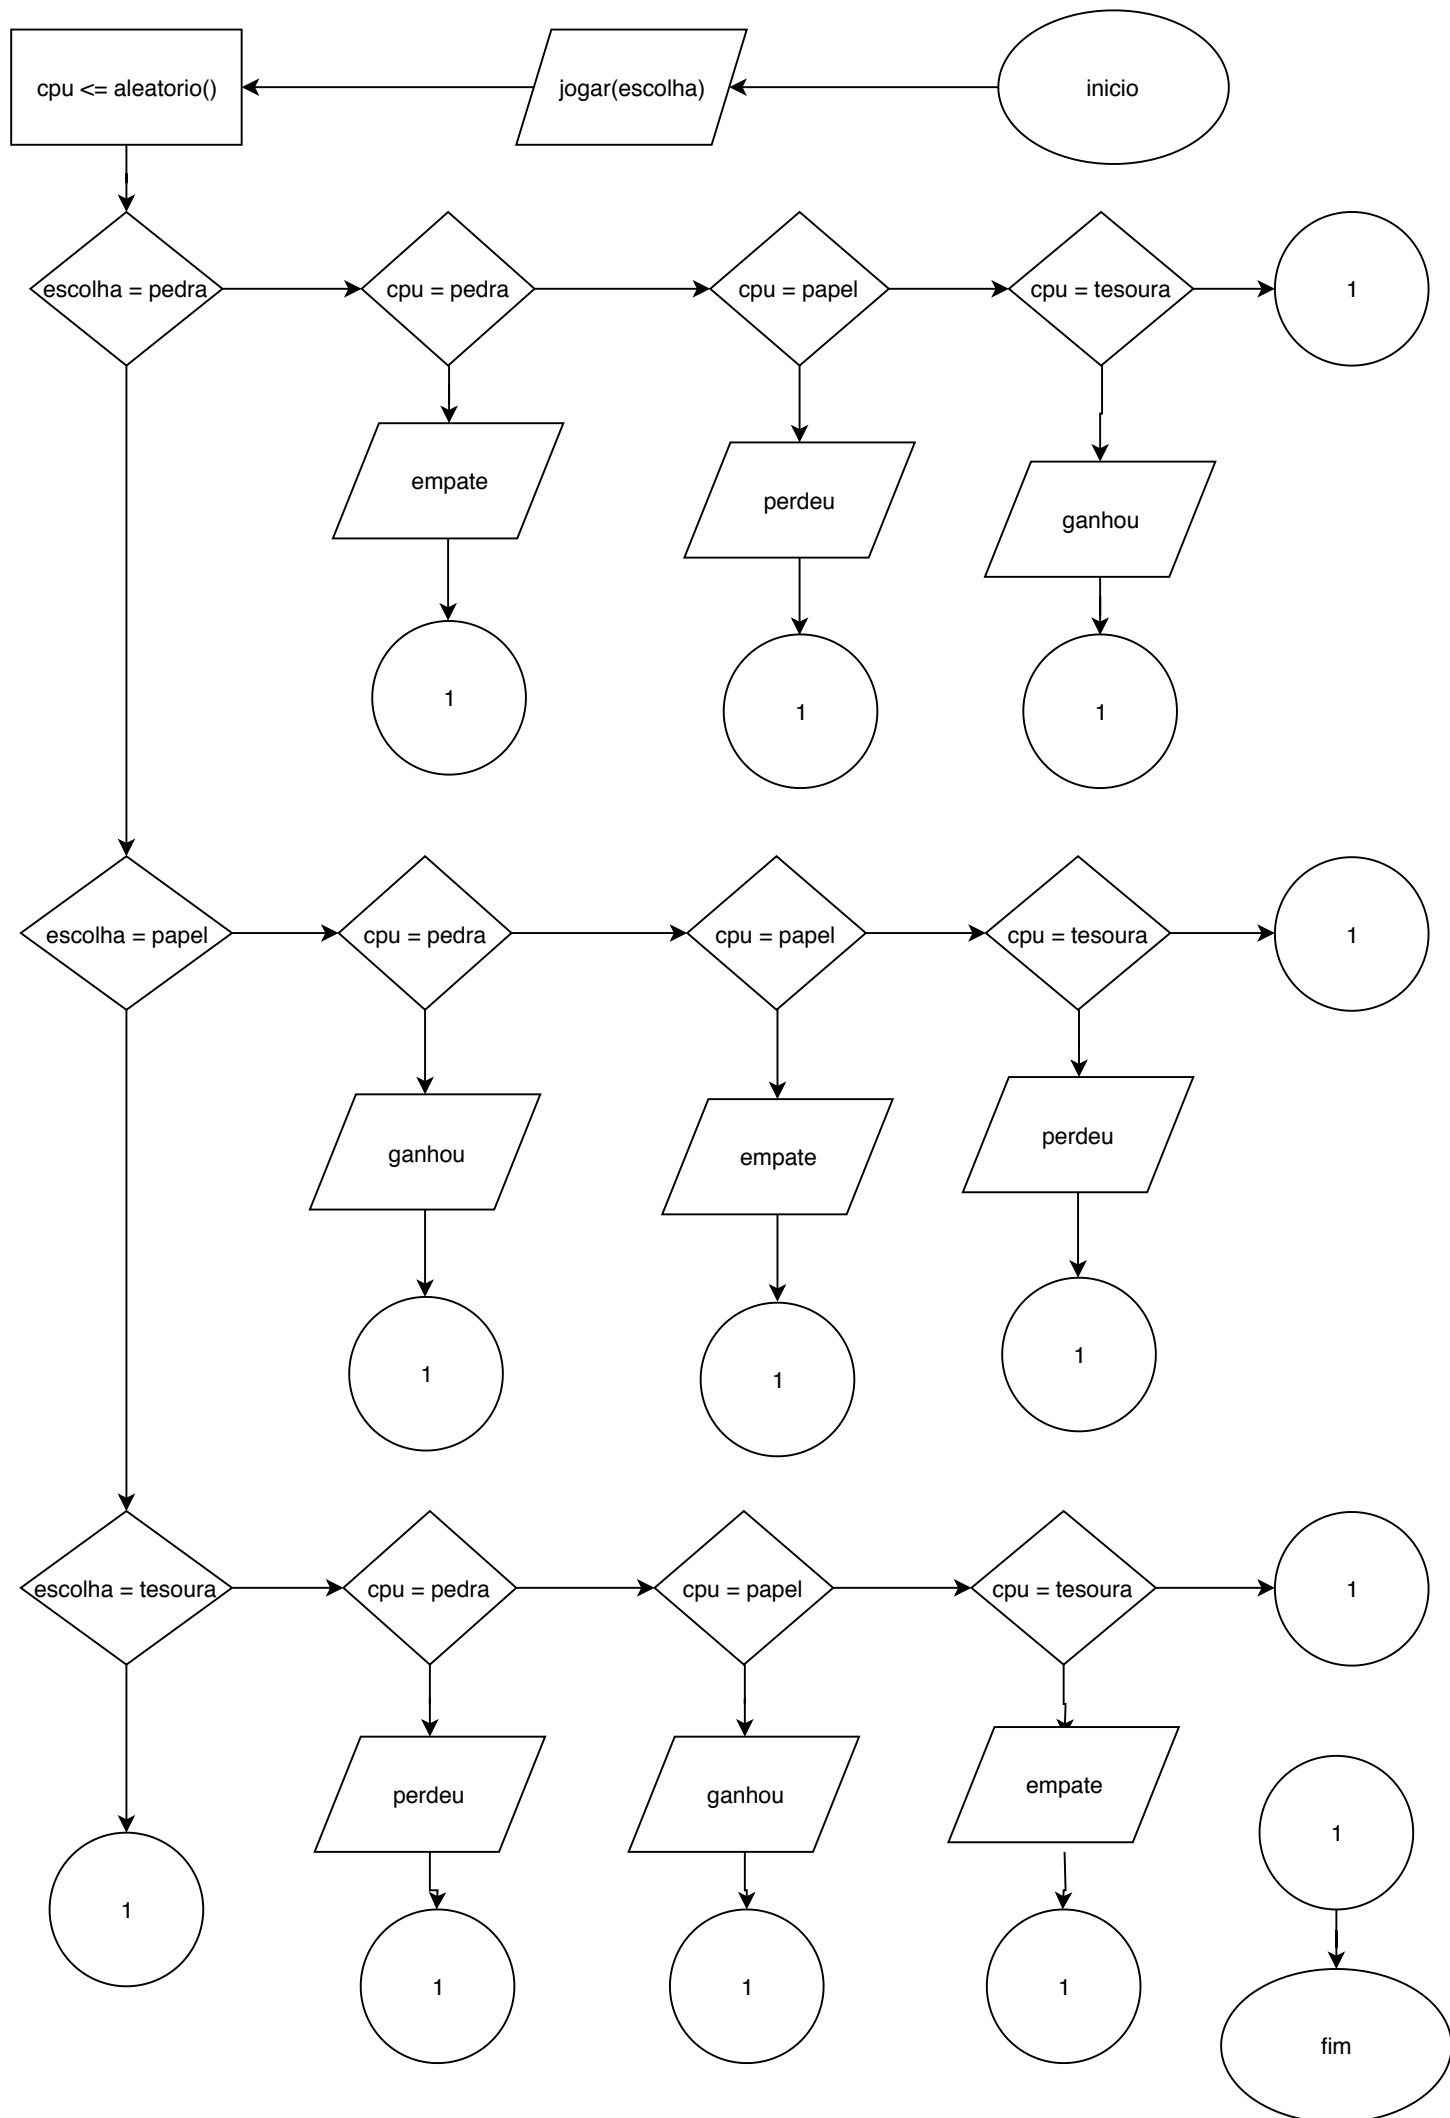 cpu <= aleatorio()
jogar(escolha)
inicio
escolha = pedra
cpu = pedra
cpu = papel
cpu = tesoura
1
empate
perdeu
ganhou
1
1
1
escolha = papel
cpu = pedra
cpu = papel
cpu = tesoura
1
ganhou
empate
perdeu
1
1
1
escolha = tesoura
cpu = pedra
cpu = papel
cpu = tesoura
1
perdeu
ganhou
empate
1
1
1
1
1
fim